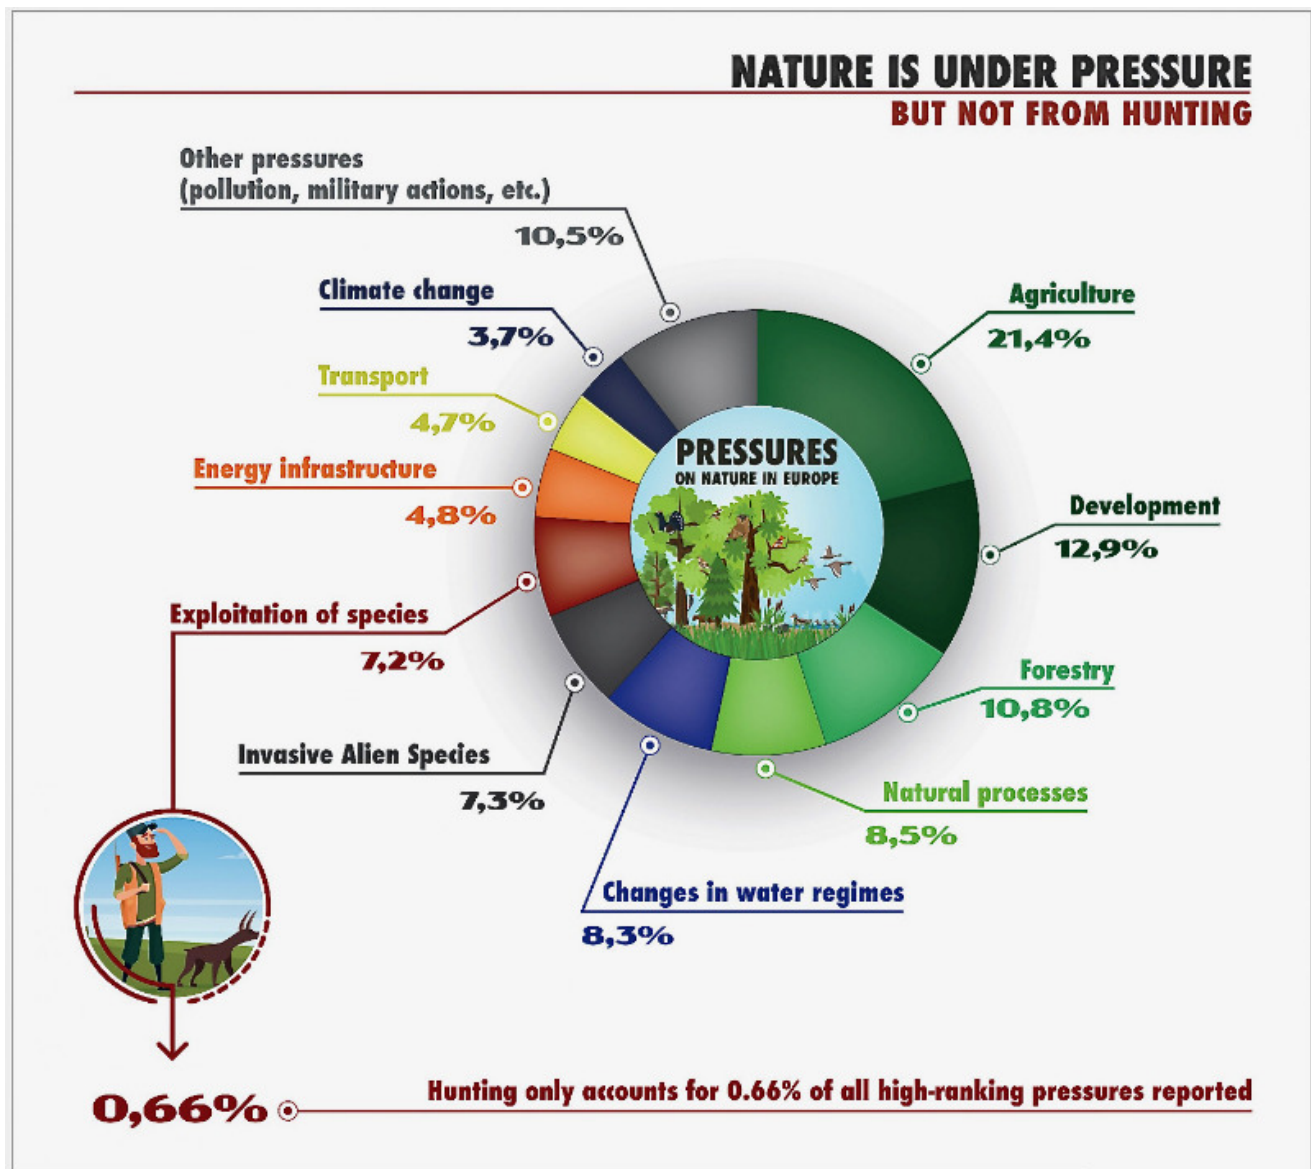 NATURE IS UNDER PRESSURE
BUT NOT FROM HUNTING
Other pressures
(pollution, military actions, etc.)
10,5%
Climate change
3,7%
Transport
4,7%
Energy infrastructure
4,8%
Exploitation of species
7,2%
Invasive Alien Species
7,3%
Agriculture
21,4%
Development
12,9%
Forestry
10,8%
Natural processes
8,5%
Changes in water regimes
8,3%
PRESSURES
ON NATURE IN EUROPE
0,66%
Hunting only accounts for 0.66% of all high-ranking pressures reported